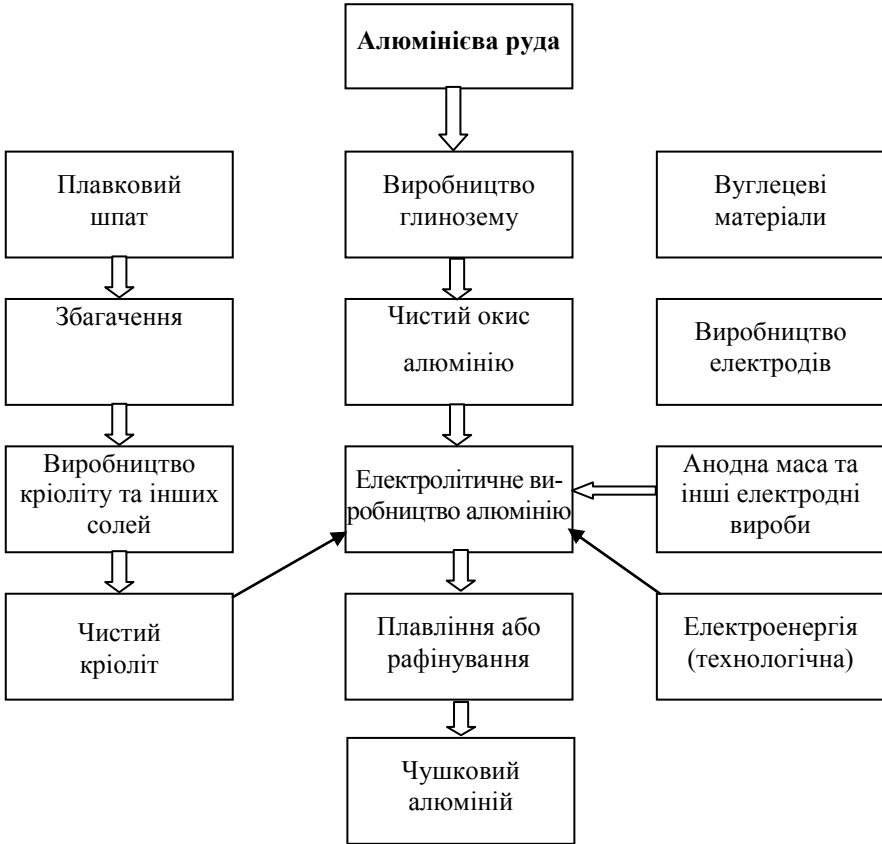 Алюмінієва руда
Плавковий
шпат
Виробництво
глинозему
Вуглецеві
матеріали
Збагачення
Чистий окис
алюмінію
Виробництво
електродів
Виробництво
кріоліту та інших
солей
Електролітичне ви-
робництво алюмінію
Анодна маса та
інші електродні
вироби
Чистий
кріоліт
Плавління або
рафінування
Електроенергія
(технологічна)
Чушковий
алюміній